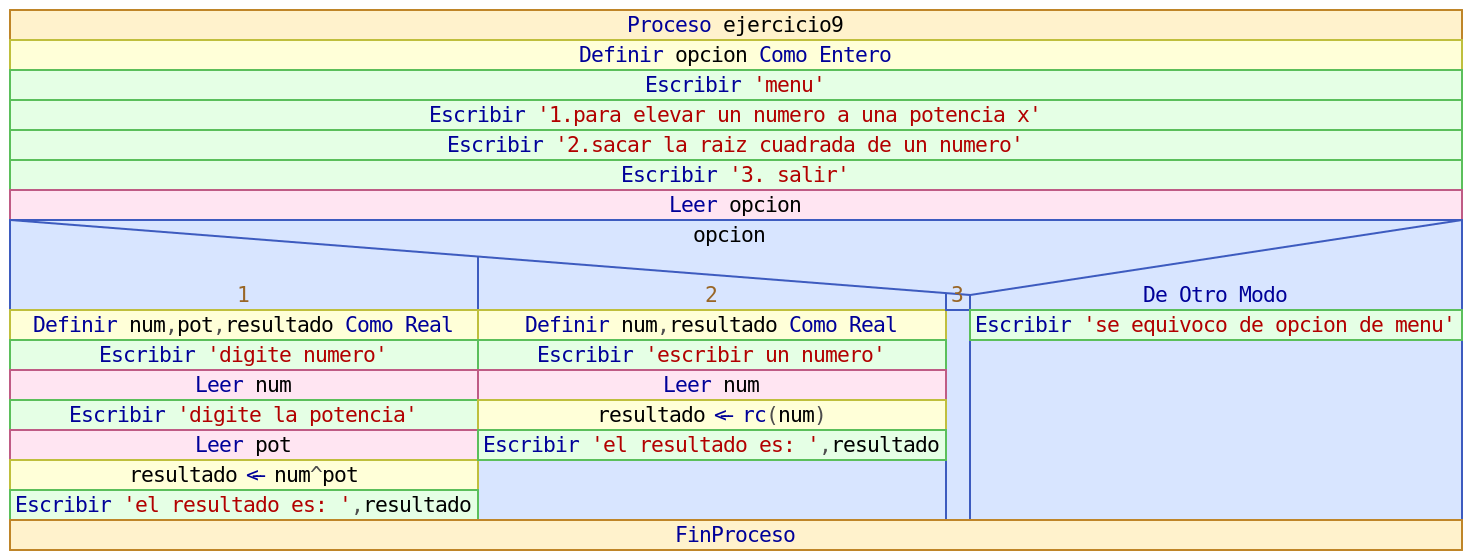 Proceso ejercicio9
Definir opcion Como Entero
Escribir 'menu'
Escribir '1.para elevar un numero a una potencia x'
Escribir '2.sacar la raiz cuadrada de un numero'
Escribir '3. salir'
Leer opcion
opcion
1
Definir num,pot,resultado Como Real
Escribir 'digite numero'
Leer num
Escribir 'digite la potencia'
Leer pot
resultado <- num^pot
Escribir 'el resultado es: ',resultado
2
Definir num,resultado Como Real
Escribir 'escribir un numero'
Leer num
resultado <- rc(num)
Escribir 'el resultado es: ',resultado
3
De Otro Modo
Escribir 'se equivoco de opcion de menu'
FinProceso